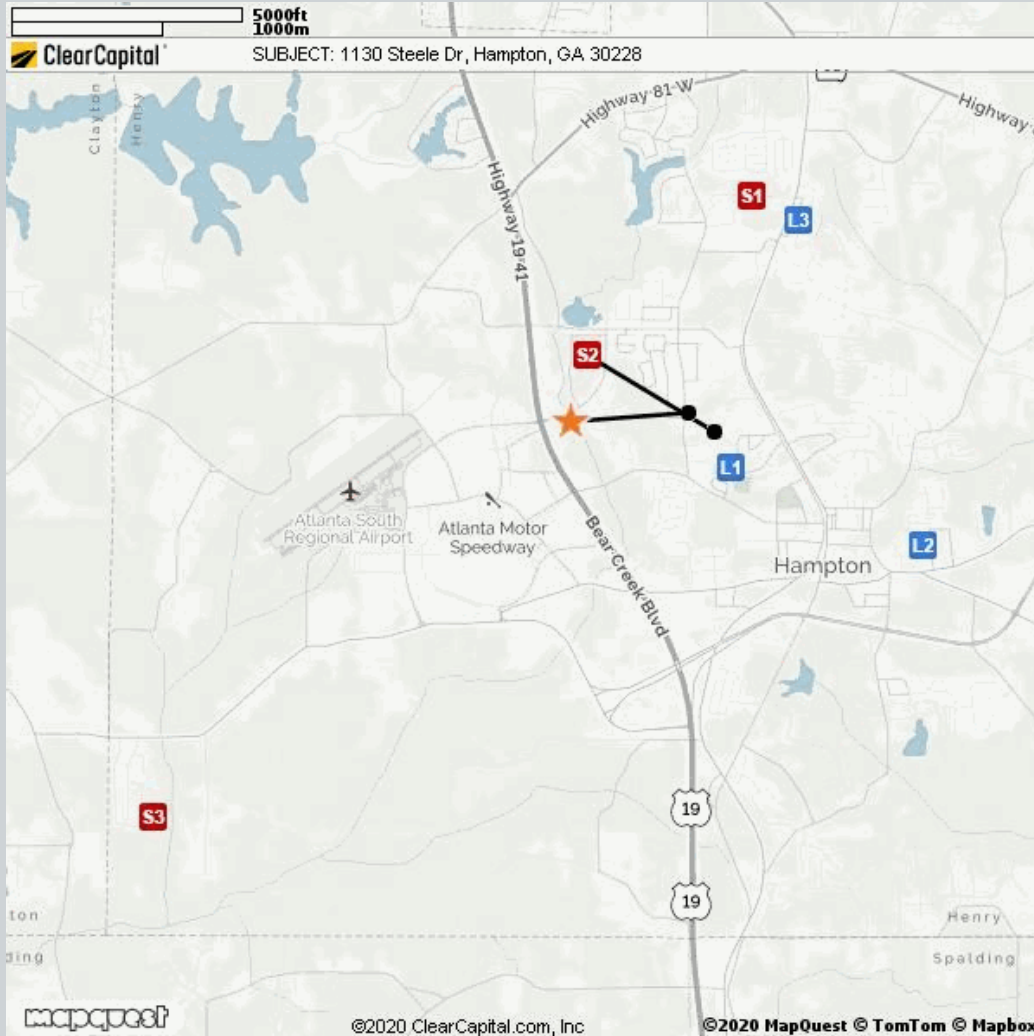 5000ft
1000m
ClearCapital
SUBJECT: 1130 Steele Dr, Hampton, GA 30228
Clayton
Henry
Highway 81 W
Highway
Highway 19 41
S1
L3
S2
L1
Atlanta South
Regional Airport
Atlanta Motor
Speedway
Bear Creek Blvd
L2
Hampton
19
S3
19
ton
Henry
ding
Spalding
mapquest
©2020 ClearCapital.com, Inc
©2020 MapQuest © TomTom © Mapbox